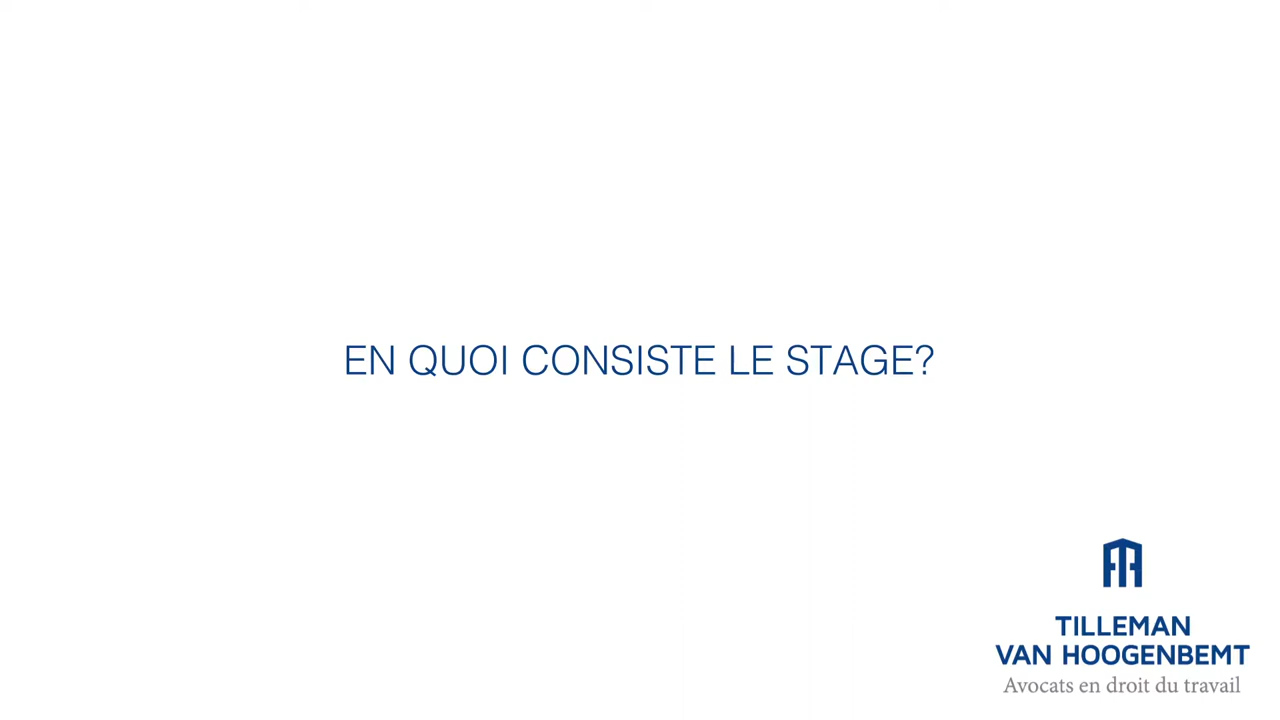 EN QUOI CONSISTE LE STAGE?
TILLEMAN
VAN HOOGENBEMT
Avocats en droit du travail